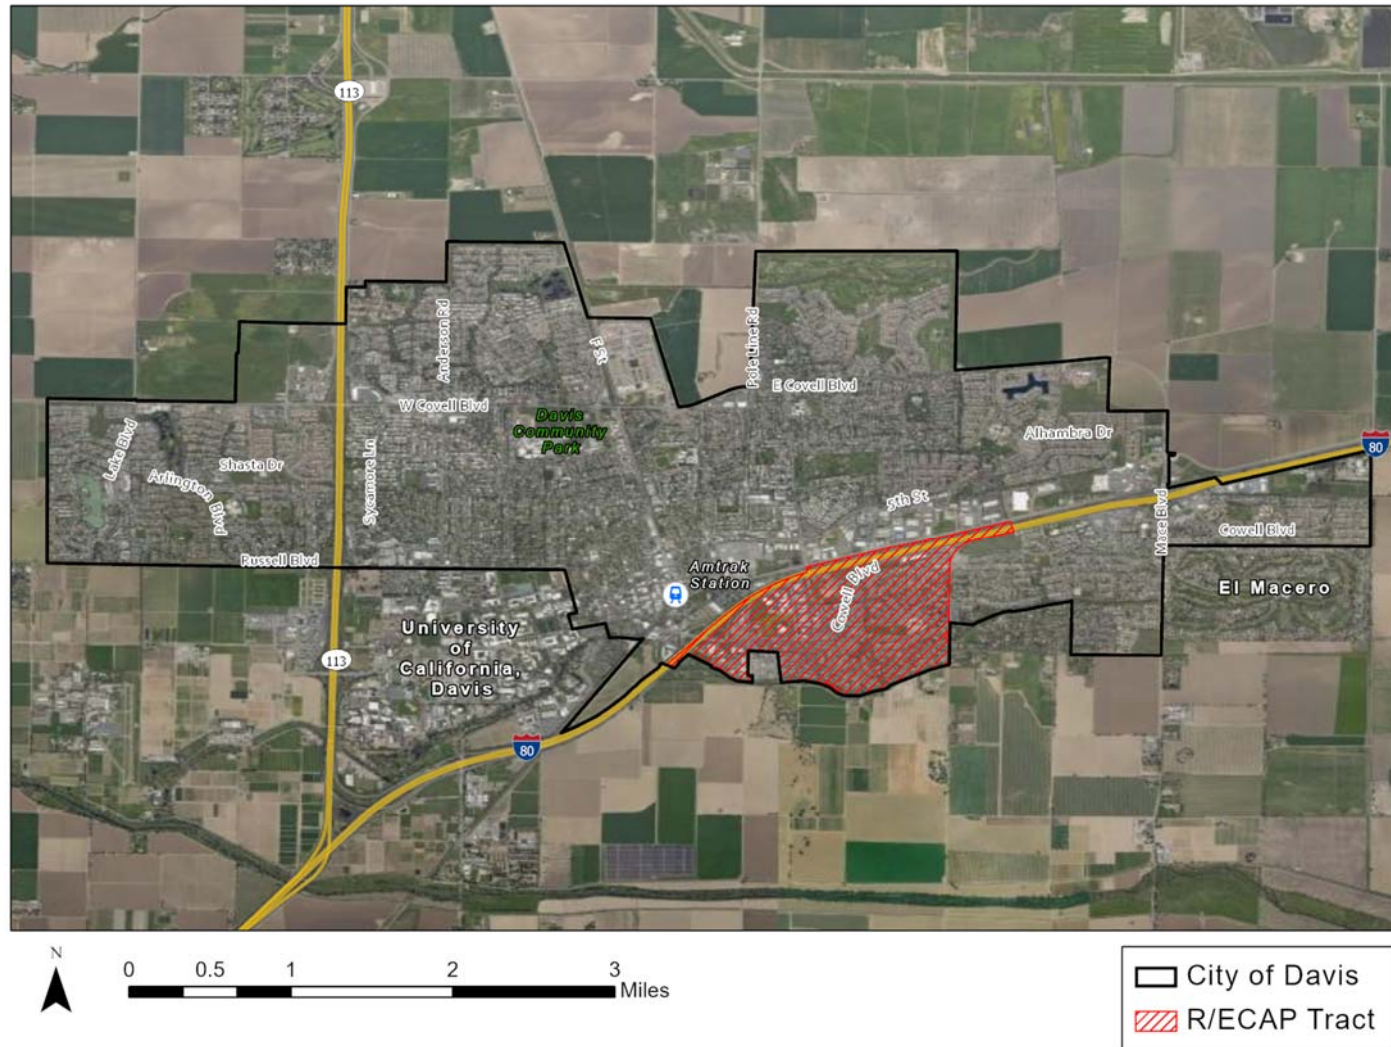 113
Anderson Rd
F St
Pole Line Rd
E Covell Blvd
W Covell Blvd
Davis
Community
Park
Lake Blvd
Shasta Dr
Arlington Blvd
Sycamore Ln
Alhambra Dr
80
5th St
Mace Blvd
Cowell Blvd
Russell Blvd
Amtrak
Station
Cowell Blvd
El Macero
University
of
California,
Davis
113
80
N
0 0.5 1 2 3
Miles
City of Davis
R/ECAP Tract